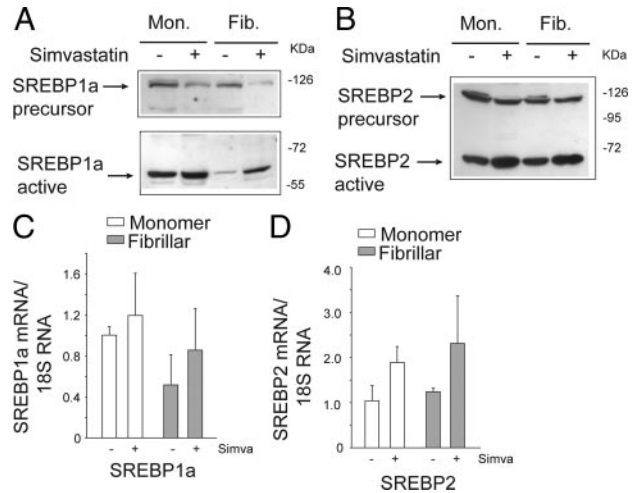 A
Mon.
Fib.
Simvastatin
- + - +
KDa
SREBP1a
precursor
-126
SREBP1a
active
-72
-55
B
Mon.
Fib.
Simvastatin
- + - +
KDa
SREBP2
precursor
-126
-95
SREBP2
active
-72
C
Monomer
Fibrillar
SREBP1a mRNA/
18S RNA
1.6
1.2
0.8
0.4
0
- + - + Simva
SREBP1a
D
Monomer
Fibrillar
SREBP2 mRNA/
18S RNA
4.0
3.0
2.0
1.0
0
- + - + Simva
SREBP2